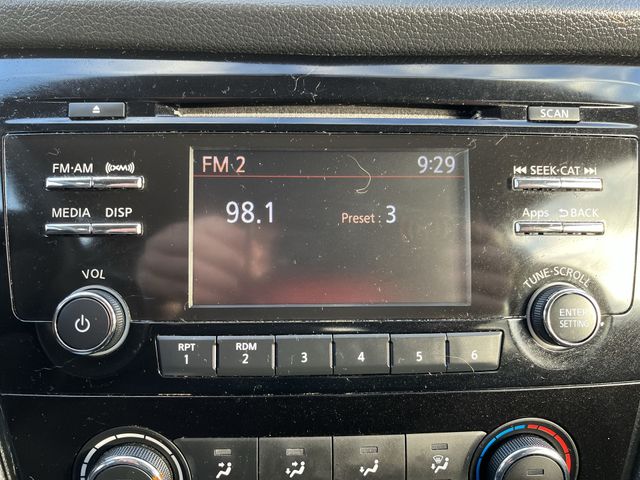 SCAN
FM·AM ((XM))
SEEK·CAT
MEDIA DISP
Apps BACK
FM 2 9:29
98.1 Preset : 3
VOL
TUNE·SCROLL
ENTER
SETTING
RPT RDM
1 2 3 4 5 6